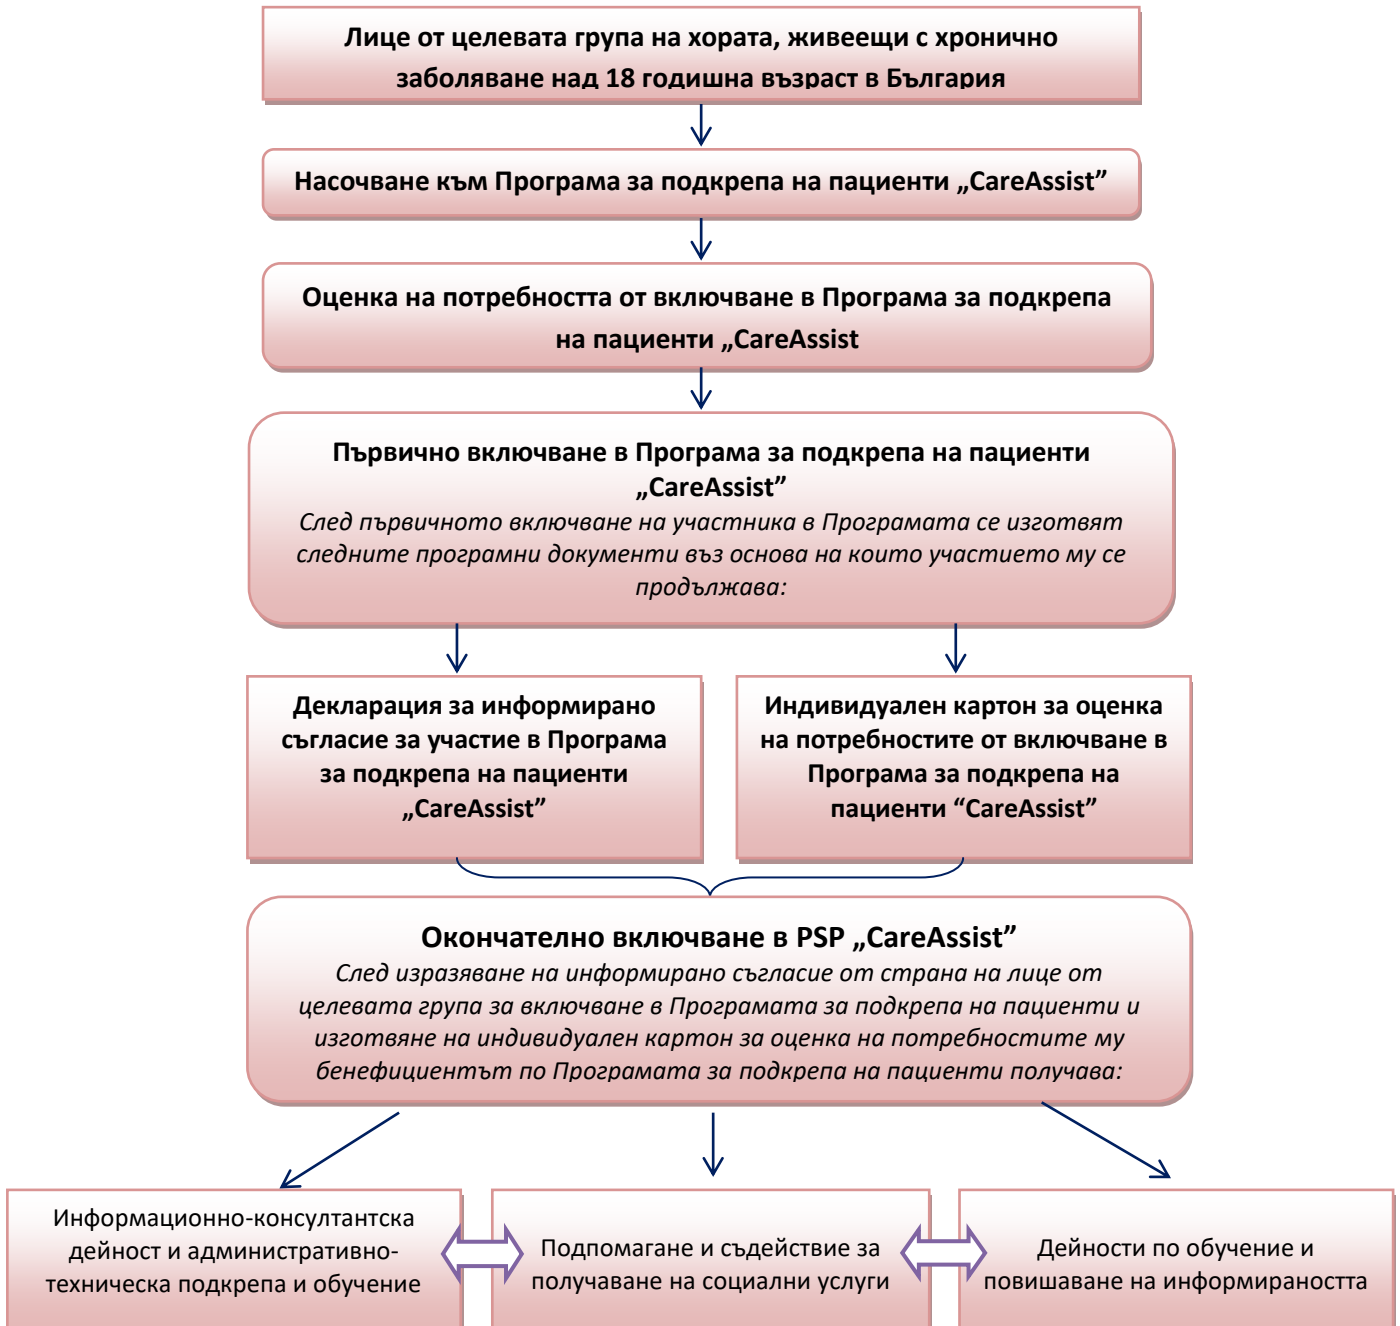 Лице от целевата група на хората, живеещи с хронично
заболяване над 18 годишна възраст в България
Насочване към Програма за подкрепа на пациенти „CareAssist”
Оценка на потребността от включване в Програма за подкрепа
на пациенти „CareAssist
Първично включване в Програма за подкрепа на пациенти
„CareAssist”
След първичното включване на участника в Програмата се изготвят
следните програмни документи въз основа на които участието му се
продължава:
Декларация за информирано
съгласие за участие в Програма
за подкрепа на пациенти
„CareAssist”
Индивидуален картон за оценка
на потребностите от включване в
Програма за подкрепа на
пациенти “CareAssist”
Окончателно включване в PSP „CareAssist”
След изразяване на информирано съгласие от страна на лице от
целевата група за включване в Програмата за подкрепа на пациенти и
изготвяне на индивидуален картон за оценка на потребностите му
бенефициентът по Програмата за подкрепа на пациенти получава:
Информационно-консултантска
дейност и административно-
техническа подкрепа и обучение
Подпомагане и съдействие за
получаване на социални услуги
Дейности по обучение и
повишаване на информираността